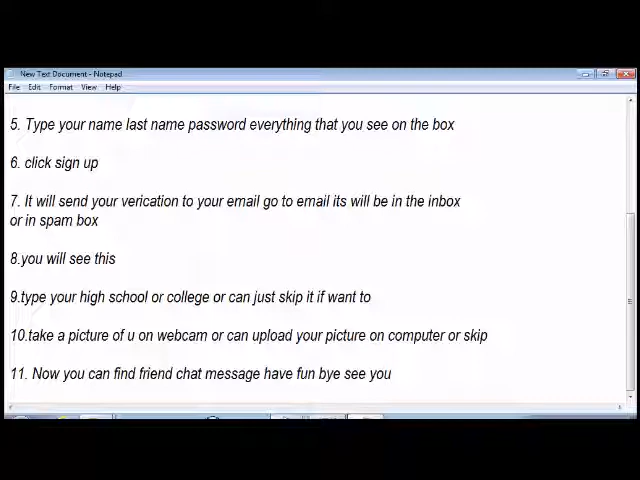 New Text Document - Notepad
File Edit Format View Help
5. Type your name last name password everything that you see on the box
6. click sign up
7. It will send your verication to your email go to email its will be in the inbox
or in spam box
8.you will see this
9.type your high school or college or can just skip it if want to
10.take a picture of u on webcam or can upload your picture on computer or skip
11. Now you can find friend chat message have fun bye see you